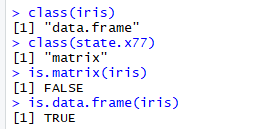 > class(iris)
[1] "data.frame"
> class(state.x77)
[1] "matrix"
> is.matrix(iris)
[1] FALSE
> is.data.frame(iris)
[1] TRUE